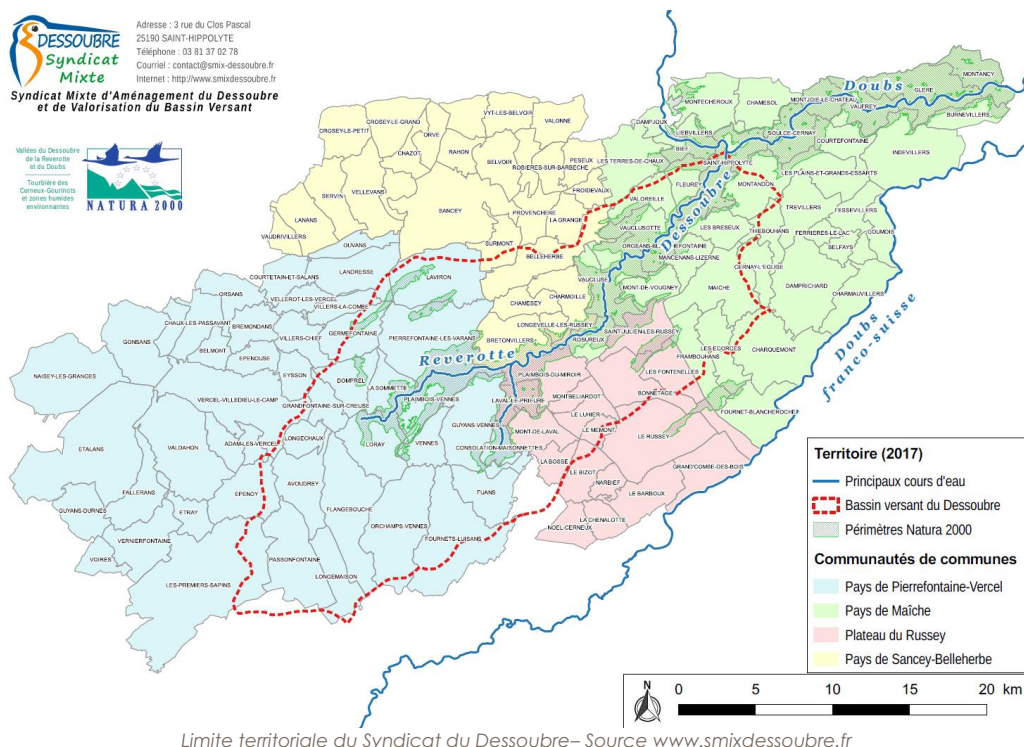 DESSOUBRE
Syndicat
Mixte
Adresse : 3 rue du Clos Pascal
25190 SAINT-HIPPOLYTE
Téléphone : 03 81 37 02 78
Courriel : contact@smixdessoubre.fr
Internet : http://www.smixdessoubre.fr
Syndicat Mixte d'Aménagement du Dessoubre
et de Valorisation du Bassin Versant
Vallées du Dessoubre
de la Reverotte
et du Doubs
Tourbière des
Cerneux-Gourinots
et zones humides
environnantes
NATURA 2000
Doubs
MONTANCY
GLERE
VAUFREY
BURNEVILLERS
MONTECHEROUX
CHAMESOL
MONTJOIE-LE-CHATEAU
DAMPJOUX
LIEBVILLERS
SOULCE-CERNAY
COURTEFONTAINE
INDEVILLERS
BIEF
LES TERRES-DE-CHAUX
SAINT-HIPPOLYTE
LES PLAINS-ET-GRANDS-ESSARTS
CROSEY-LE-PETIT
CROSEY-LE-GRAND
VYT-LES-BELVOIR
VALONNE
ORVE
CHAZOT
RAHON
BELVOIR
ROSIERES-SUR-BARBECHE
PESEUX
FROIDEVAUX
SERVIN
VELLEVANS
SANCEY
PROVENCHERE
LA GRANGE
LANANS
VAUDRIVILLERS
SURMONT
BELLEHERBE
FLEUREY
MONTANDON
VALOREILLE
TREVILLERS
FESSEVILLERS
VAUCLUSOTTE
Dessoubre
LES BRESEUX
THIEBOUHANS
FERRIERES-LE-LAC
GOUMOIS
BELFAYS
MANCENANS-LIZERNE
CERNAY-L'EGLISE
VAUCLUSE
MONT-DE-VOUGNEY
MAICHE
DAMPRICHARD
CHARMAUVILLERS
OUVANS
LANDRESSE
LAVIRON
COURTETAIN-ET-SALANS
VELLEROT-LES-VERCEL
VILLERS-LA-COMBE
ORSANS
CHAUX-LES-PASSAVANT
BREMONDANS
GERMEFONTAINE
GONSANS
VILLERS-CHIEF
BELMONT
EPENOUSE
PIERREFONTAINE-LES-VARANS
CHAMESEY
CHARMOILLE
LONGEVELLE-LES-RUSSEY
BRETONVILLERS
ROSUREUX
SAINT-JULIEN-LES-RUSSEY
LES ECORCES
CHARQUEMONT
FRAMBOUHANS
Doubs
franco-suisse
Reverotte
NAISEY-LES-GRANGES
EYSSON
DOMPREL
LA SOMMETTE
PLAIMBOIS-DU-MIROIR
LES FONTENELLES
VERCEL-VILLEDIEU-LE-CAMP
GRANDFONTAINE-SUR-CREUSE
PLAIMBOIS-VENNES
LAVAL-LE-PRIEURE
MONTBELIARDOT
BONNETAGE
FOURNET-BLANCHEROCHE
ETALANS
VALDAHON
ADAM-LES-VERCEL
LONGECHAUX
LORAY
VENNES
GUYANS-VENNES
LE LUHIER
MONT-DE-LAVAL
LE MEMONT
LE RUSSEY
CONSOLATION-MAISONNETTES
AVOUDREY
LA BOSSE
GRAND'COMBE-DES-BOIS
LE BIZOT
NARBIEF
FALLERANS
EPENOY
FUANS
LE BARBOUX
GUYANS-DURNES
ETRAY
FLANGEBOUCHE
ORCHAMPS-VENNES
LA CHENALOTTE
NOEL-CERNEUX
VERNIERFONTAINE
VOIRES
FOURNETS-LUISANS
PASSONFONTAINE
LONGEMAISON
LES-PREMIERS-SAPINS
Territoire (2017)
Principaux cours d'eau
Bassin versant du Dessoubre
Périmètres Natura 2000
Communautés de communes
Pays de Pierrefontaine-Vercel
Pays de Maîche
Plateau du Russey
Pays de Sancey-Belleherbe
N
0 5 10 15 20 km
Limite territoriale du Syndicat du Dessoubre– Source www.smixdessoubre.fr